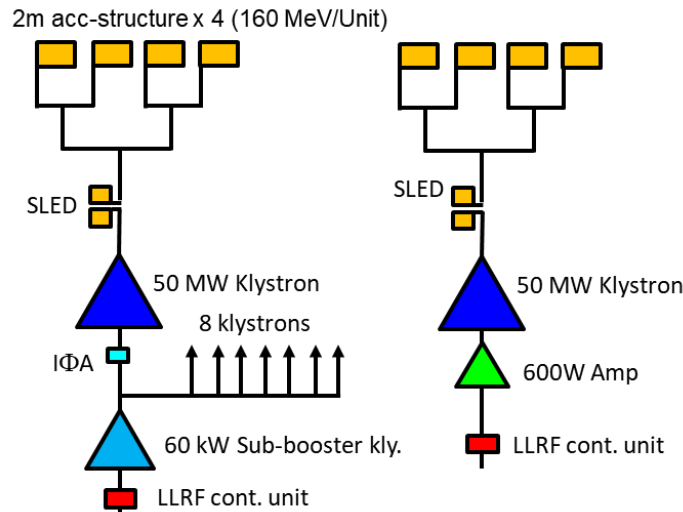 2m acc-structure x 4 (160 MeV/Unit)
SLED
50 MW Klystron
8 klystrons
IΦA
60 kW Sub-booster kly.
LLRF cont. unit
SLED
50 MW Klystron
600W Amp
LLRF cont. unit